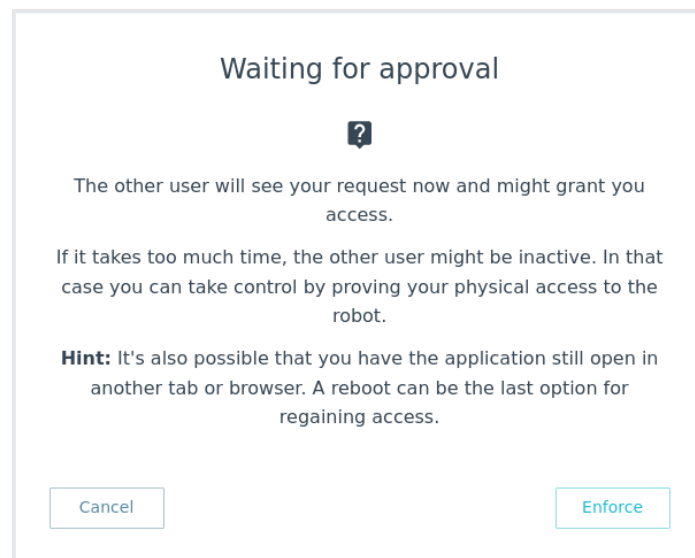 Waiting for approval
?
The other user will see your request now and might grant you
access.
If it takes too much time, the other user might be inactive. In that
case you can take control by proving your physical access to the
robot.
Hint: It's also possible that you have the application still open in
another tab or browser. A reboot can be the last option for
regaining access.
Cancel
Enforce